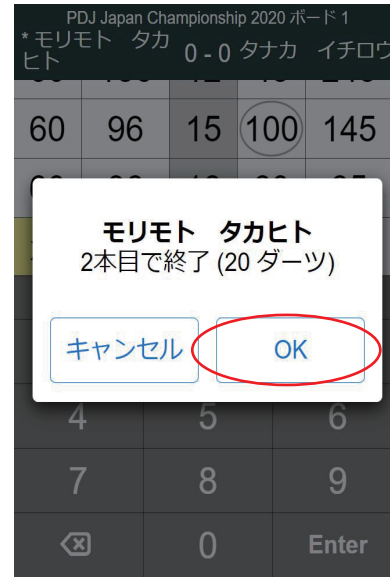 PDJ Japan Championship 2020 ボード 1
* モリモト タカ
ヒト
0 - 0 タナカ イチロウ
60 96 15 100 145
モリモト タカヒト
2本目で終了 (20 ダーツ)
キャンセル OK
4 5 6
7 8 9
0 Enter